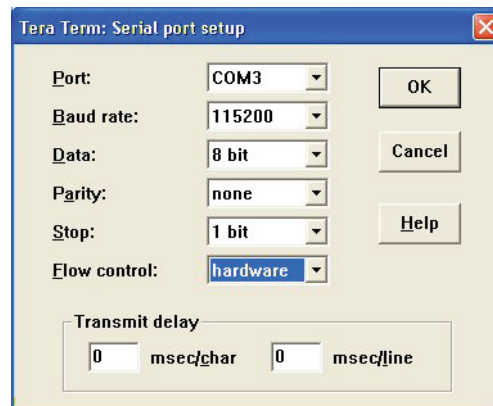 Tera Term: Serial port setup
Port: COM3
OK
Baud rate: 115200
Data: 8 bit
Cancel
Parity: none
Stop: 1 bit
Help
Flow control: hardware
Transmit delay
0 msec/char 0 msec/line